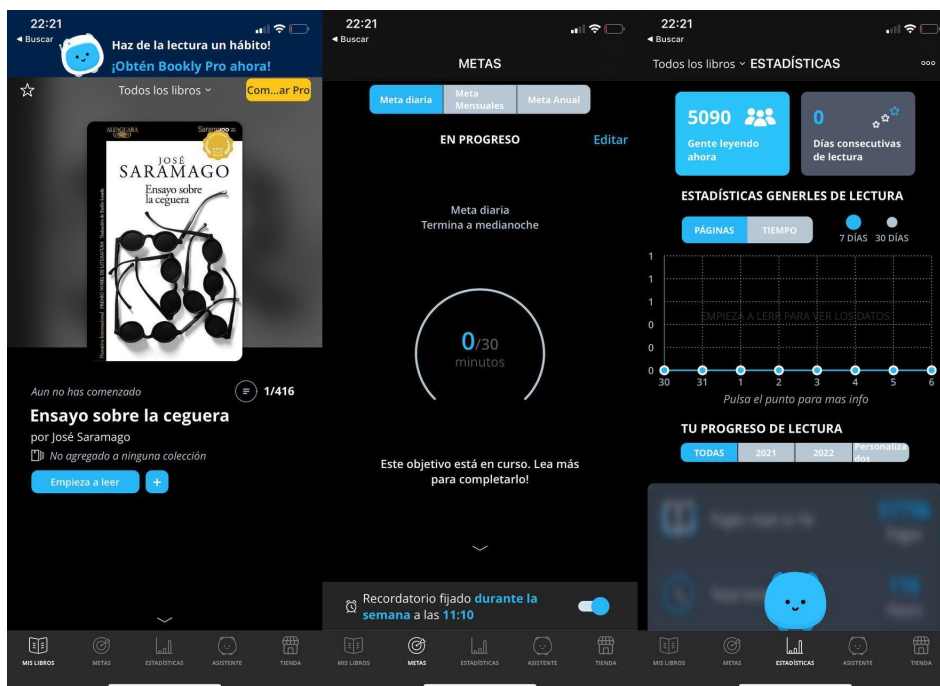 22:21
Buscar
Haz de la lectura un hábito!
¡Obtén Bookly Pro ahora!
Todos los libros
Com...ar Pro
ALFAGUARA
Saramago
JOSÉ
SARAMAGO
Ensayo sobre
la ceguera
Aun no has comenzado
1/416
Ensayo sobre la ceguera
por José Saramago
No agregado a ninguna colección
Empieza a leer
+
MIS LIBROS
METAS
ESTADÍSTICAS
ASISTENTE
TIENDA
22:21
Buscar
METAS
Meta diaria
Meta
Mensuales
Meta Anual
EN PROGRESO
Editar
Meta diaria
Termina a medianoche
0/30
minutos
Este objetivo está en curso. Lea más
para completarlo!
Recordatorio fijado durante la
semana a las 11:10
MIS LIBROS
METAS
ESTADÍSTICAS
ASISTENTE
TIENDA
22:21
Buscar
Todos los libros
ESTADÍSTICAS
5090
Gente leyendo
ahora
0
Días consecutivas
de lectura
ESTADÍSTICAS GENERLES DE LECTURA
PÁGINAS
TIEMPO
7 DÍAS
30 DÍAS
1
1
1
0
0
0
EMPIEZA A LERR PARA VER LOS DATOS
30 31 1 2 3 4 5 6
Pulsa el punto para mas info
TU PROGRESO DE LECTURA
TODAS
2021
2022
Personaliza
dos
MIS LIBROS
METAS
ESTADÍSTICAS
ASISTENTE
TIENDA